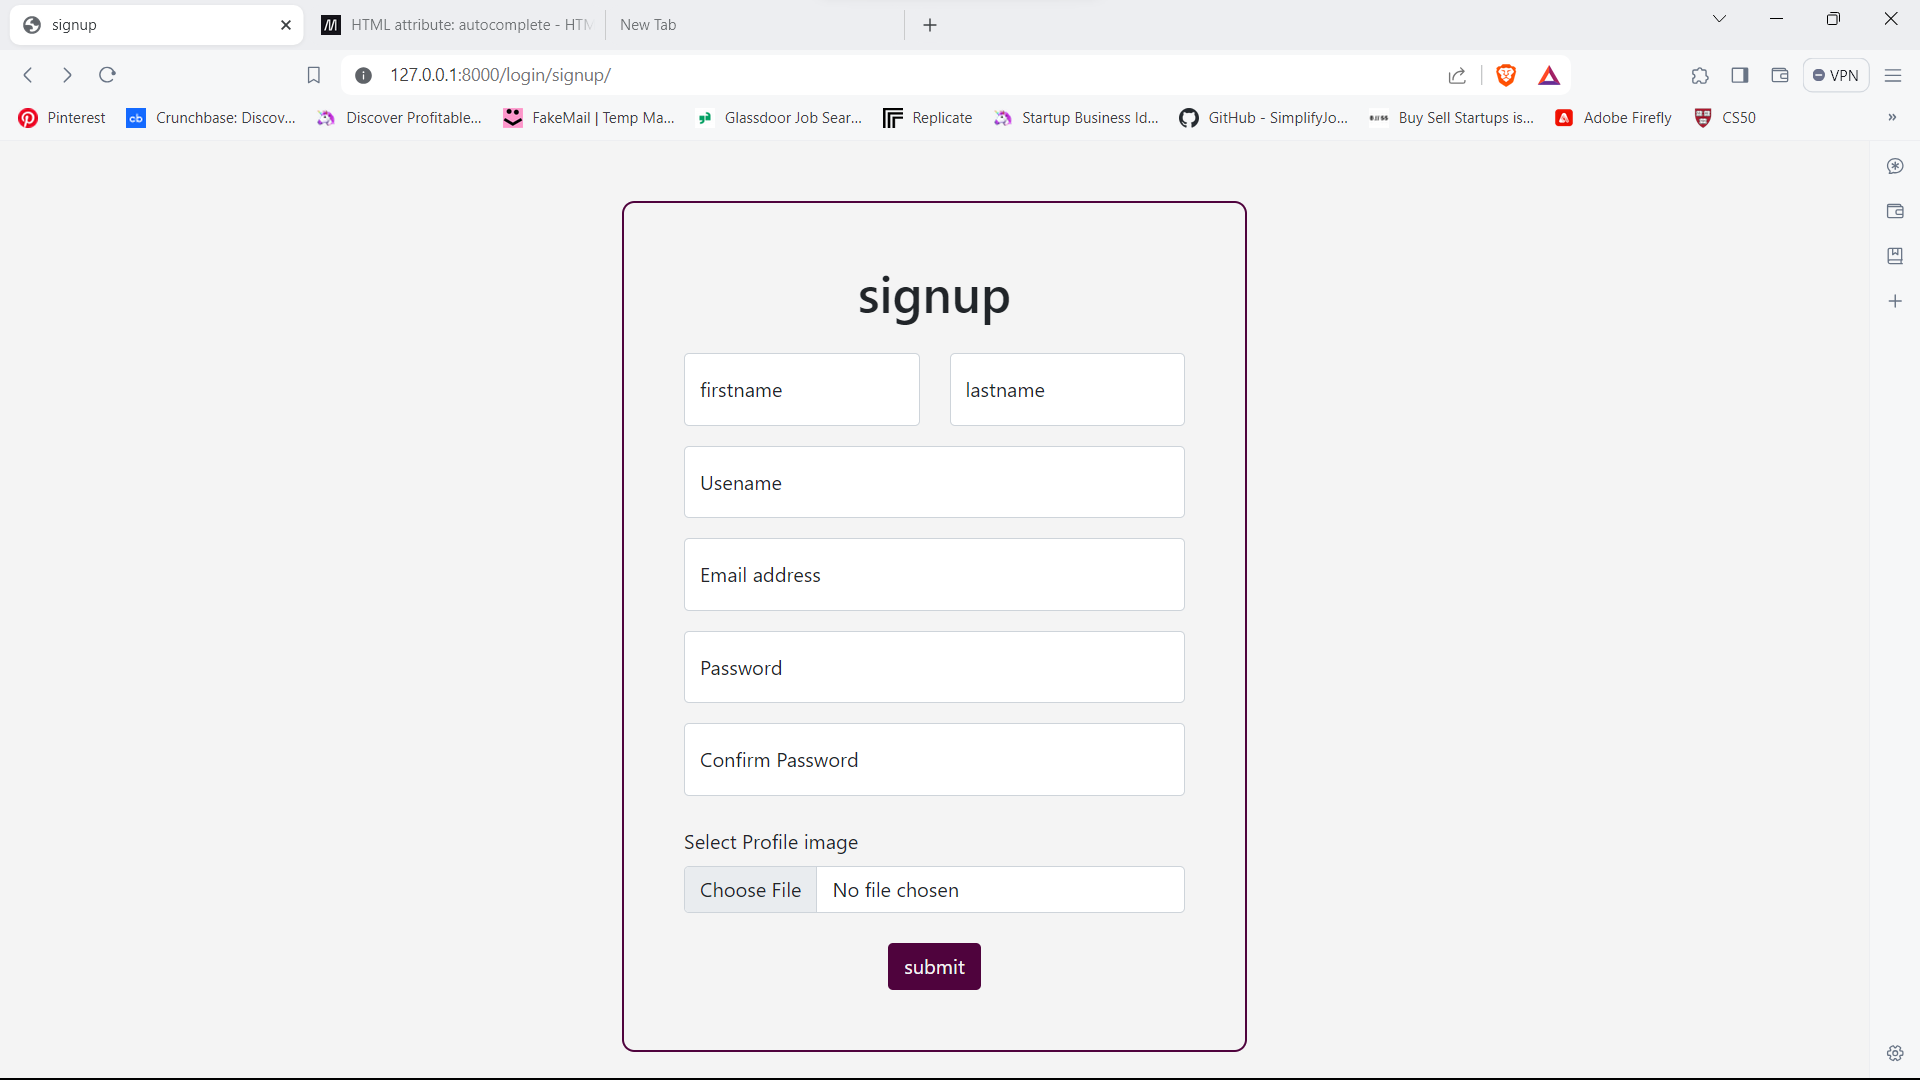 signup
HTML attribute: autocomplete - HTM
New Tab
127.0.0.1:8000/login/signup/
VPN
Pinterest
cb Crunchbase: Discov...
Discover Profitable...
FakeMail | Temp Ma...
Glassdoor Job Sear...
Replicate
Startup Business Id...
GitHub - SimplifyJo...
Buy Sell Startups is...
Adobe Firefly
CS50
»
signup
firstname
lastname
Usename
Email address
Password
Confirm Password
Select Profile image
Choose File No file chosen
submit